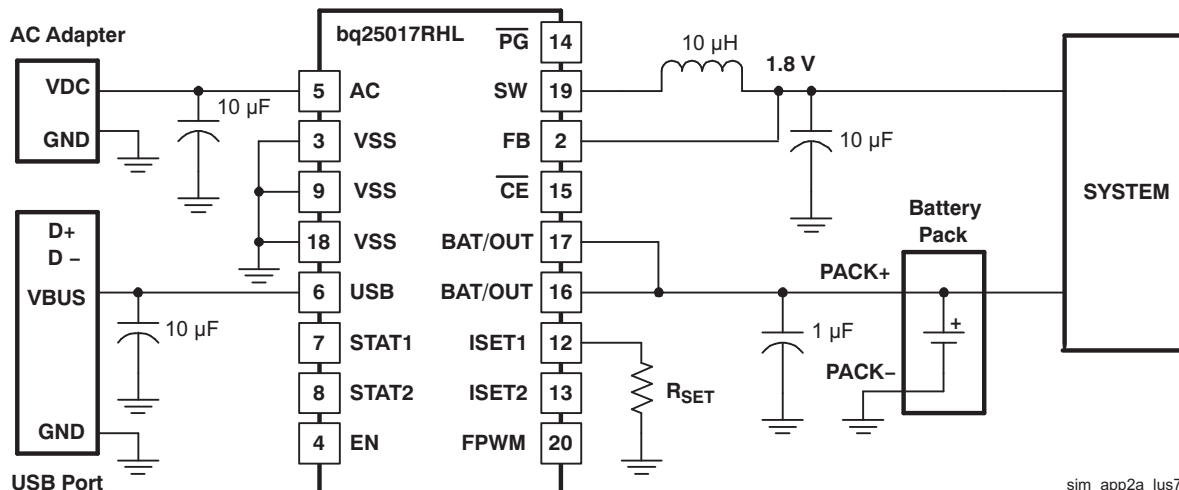 AC Adapter
VDC
GND
10 µF
bq25017RHL
5 AC
3 VSS
9 VSS
18 VSS
6 USB
7 STAT1
8 STAT2
4 EN
PG 14
SW 19
FB 2
CE 15
BAT/OUT 17
BAT/OUT 16
ISET1 12
ISET2 13
FPWM 20
D+
D −
VBUS
GND
USB Port
10 µF
10 µH
1.8 V
10 µF
SYSTEM
Battery
Pack
PACK+
+
PACK−
1 µF
RSET